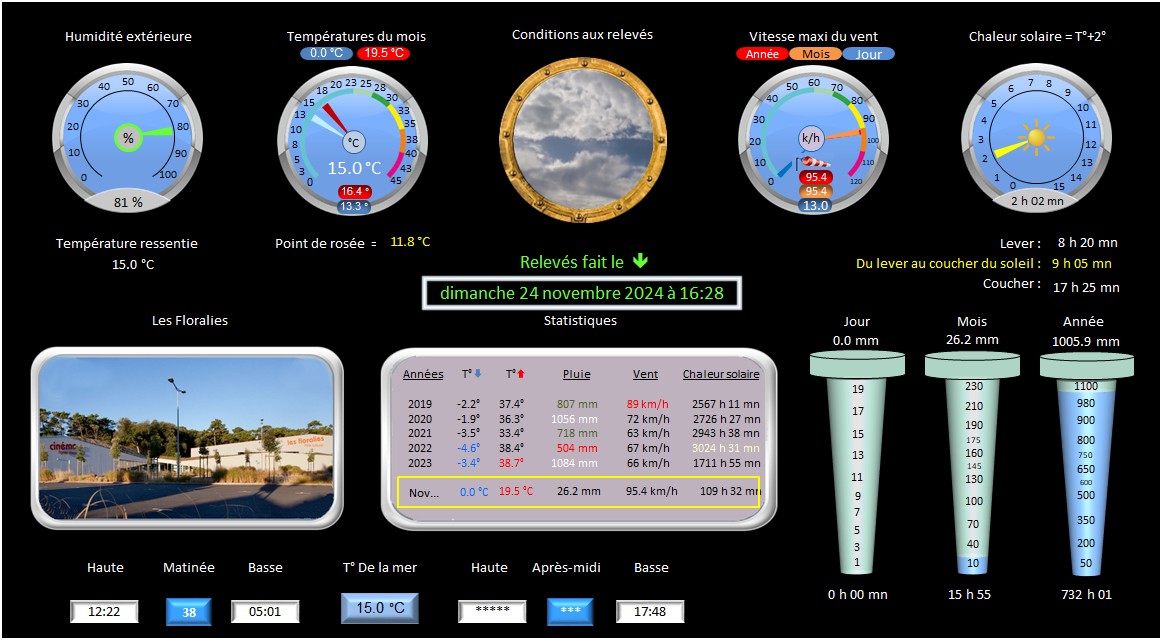 Humidité extérieure
Températures du mois
Conditions aux relevés
Vitesse maxi du vent
Chaleur solaire = T°+2°
0.0 °C 19.5 °C
Année Mois Jour
0 10 20 30 40 50 60 70 80 90 100
%
81 %
0 3 5 8 10 13 15 18 20 23 25 28 30 33 35 38 40 43 45
°C
15.0 °C
16.4 °
13.3 °
0 10 20 30 40 50 60 70 80 90 100 110 120
k/h
95.4
95.4
13.0
0 1 2 3 4 5 6 7 8 9 10 11 12 13 14 15
2 h 02 mn
Température ressentie
15.0 °C
Point de rosée = 11.8 °C
Relevés fait le
dimanche 24 novembre 2024 à 16:28
Lever : 8 h 20 mn
Du lever au coucher du soleil : 9 h 05 mn
Coucher : 17 h 25 mn
Les Floralies
cinéma
les floralies
Statistiques
Années T° T° Pluie Vent Chaleur solaire
2019 -2.2° 37.4° 807 mm 89 km/h 2567 h 11 mn
2020 -1.9° 36.3° 1056 mm 72 km/h 2726 h 27 mn
2021 -3.5° 33.4° 718 mm 63 km/h 2943 h 38 mn
2022 -4.6° 38.4° 504 mm 67 km/h 3024 h 31 mn
2023 -3.4° 38.7° 1084 mm 66 km/h 1711 h 55 mn
Nov... 0.0 °C 19.5 °C 26.2 mm 95.4 km/h 109 h 32 mn
Jour
0.0 mm
19
17
15
13
11
9
7
5
3
1
0 h 00 mn
Mois
26.2 mm
230
210
190
175
160
145
130
100
70
40
10
15 h 55
Année
1005.9 mm
1100
980
900
800
750
650
600
500
350
200
50
732 h 01
Haute Matinée Basse
12:22 38 05:01
T° De la mer
15.0 °C
Haute Après-midi Basse
***** *** 17:48